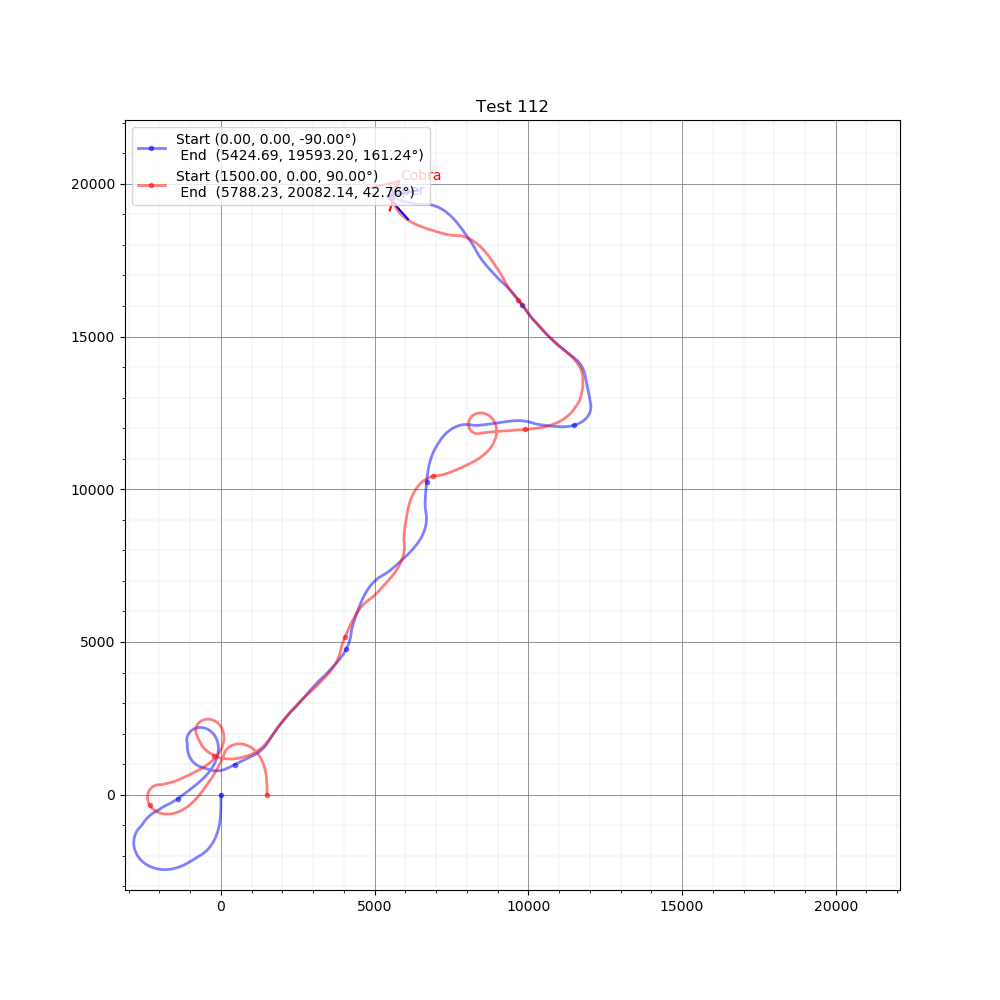 Test 112
Start (0.00, 0.00, -90.00°)
End (5424.69, 19593.20, 161.24°)
Start (1500.00, 0.00, 90.00°)
End (5788.23, 20082.14, 42.76°)
Cobra
20000
15000
10000
5000
0
0
5000
10000
15000
20000